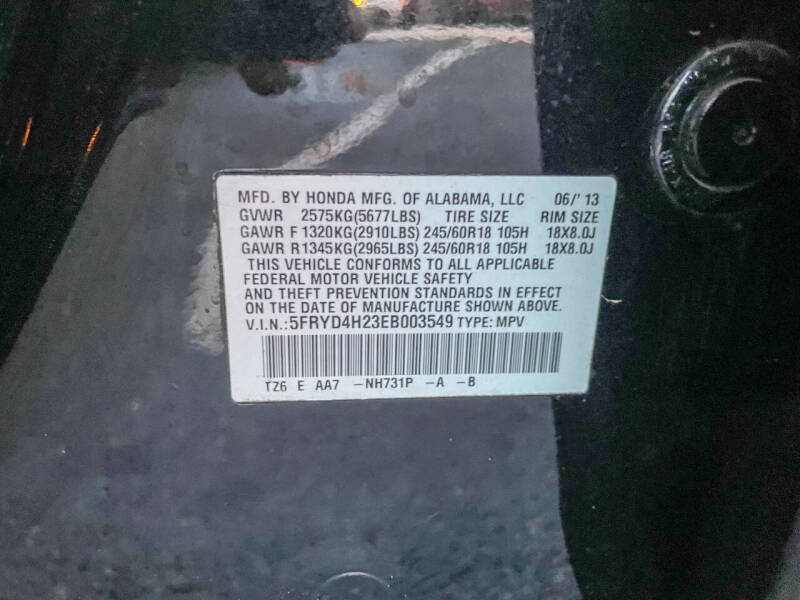 MFD. BY HONDA MFG. OF ALABAMA, LLC 06/'13
GVWR 2575KG(5677LBS) TIRE SIZE RIM SIZE
GAWR F 1320KG(2910LBS) 245/60R18 105H 18X8.0J
GAWR R 1345KG(2965LBS) 245/60R18 105H 18X8.0J
THIS VEHICLE CONFORMS TO ALL APPLICABLE
FEDERAL MOTOR VEHICLE SAFETY
AND THEFT PREVENTION STANDARDS IN EFFECT
ON THE DATE OF MANUFACTURE SHOWN ABOVE.
V.I.N.:5FRYD4H23EB003549 TYPE: MPV
TZ6 E AA7 -NH731P -A -B